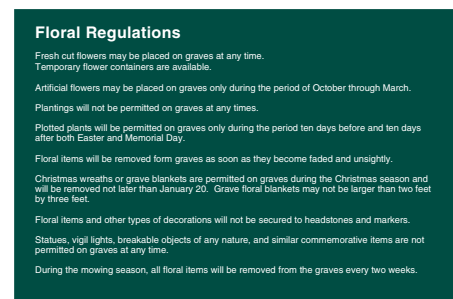 Floral Regulations
Fresh cut flowers may be placed on graves at any time.
Temporary flower containers are available.
Artificial flowers may be placed on graves only during the period of October through March.
Plantings will not be permitted on graves at any times.
Plotted plants will be permitted on graves only during the period ten days before and ten days
after both Easter and Memorial Day.
Floral items will be removed form graves as soon as they become faded and unsightly.
Christmas wreaths or grave blankets are permitted on graves during the Christmas season and
will be removed not later than January 20.  Grave floral blankets may not be larger than two feet
by three feet.
Floral items and other types of decorations will not be secured to headstones and markers.
Statues, vigil lights, breakable objects of any nature, and similar commemorative items are not
permitted on graves at any time.
During the mowing season, all floral items will be removed from the graves every two weeks.